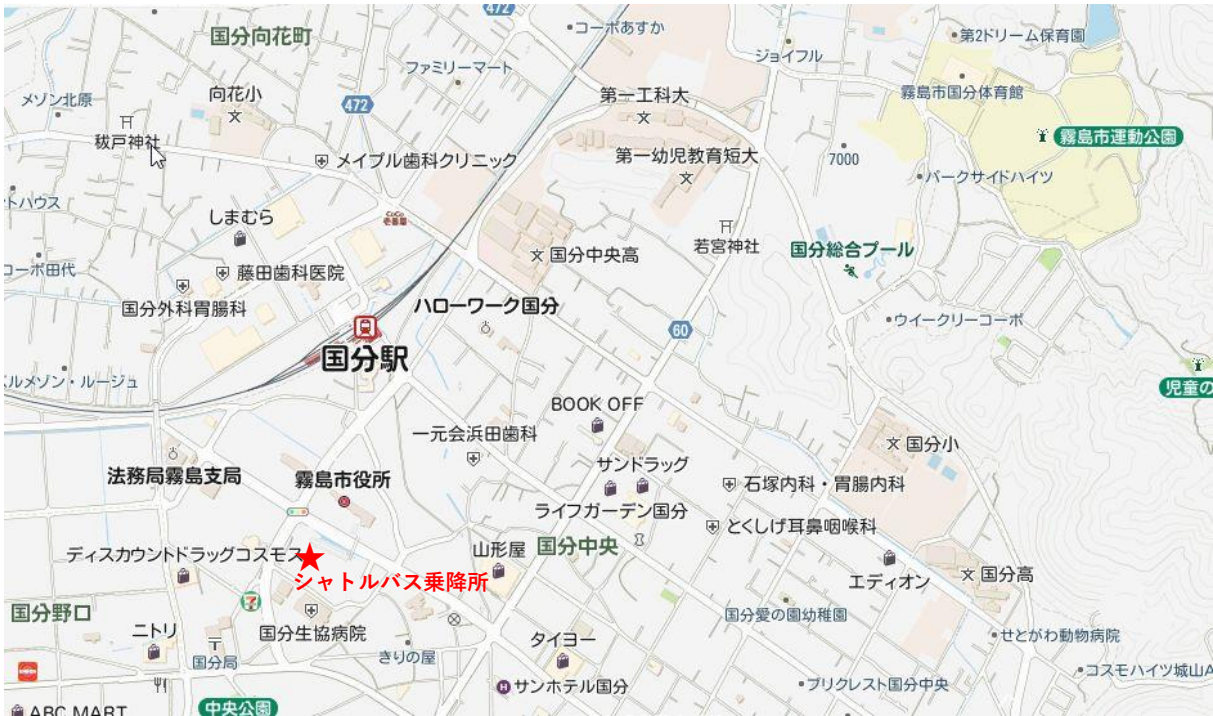 472
コーポあすか
国分向花町
ジョイフル
第2ドリーム保育園
ファミリーマート
メゾン北原
向花小
472
第一工科大
霧島市国分体育館
秡戸神社
霧島市運動公園
メイプル歯科クリニック
第一幼児教育短大
7000
パークサイドハイツ
トハウス
しまむら
CoCo
壱番屋
若宮神社
国分総合プール
国分中央高
コーポ田代
藤田歯科医院
国分外科胃腸科
ハローワーク国分
60
ウイークリーコーポ
国分駅
ルメゾン・ルージュ
児童の
BOOK OFF
一元会浜田歯科
国分小
サンドラッグ
法務局霧島支局
霧島市役所
石塚内科・胃腸内科
ライフガーデン国分
とくしげ耳鼻咽喉科
ディスカウントドラッグコスモス
山形屋
国分中央
シャトルバス乗降所
エディオン
国分高
国分野口
7
国分愛の園幼稚園
ニトリ
国分生協病院
タイヨー
せとがわ動物病院
国分局
きりの屋
コスモハイツ城山A
サンホテル国分
プリクレスト国分中央
ABC MART
中央公園